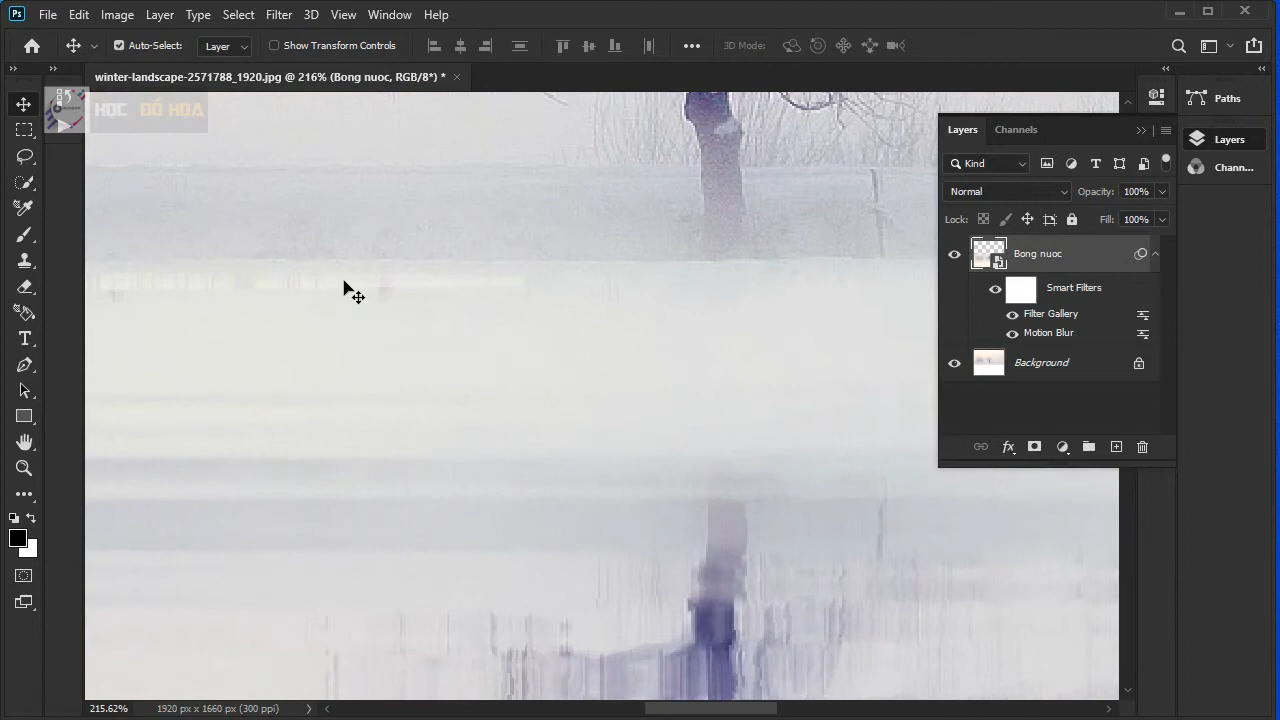 Ps File Edit Image Layer Type Select Filter 3D View Window Help
Auto-Select: Layer Show Transform Controls 3D Mode:
winter-landscape-2571788_1920.jpg @ 216% (Bong nuoc, RGB/8*) *
HỌC ĐỒ HỌA
Paths
Layers Channels
Layers
Kind
Chann...
Normal Opacity: 100%
Lock: Fill: 100%
Bong nuoc
Smart Filters
Filter Gallery
Motion Blur
Background
215.62% 1920 px x 1660 px (300 ppi)